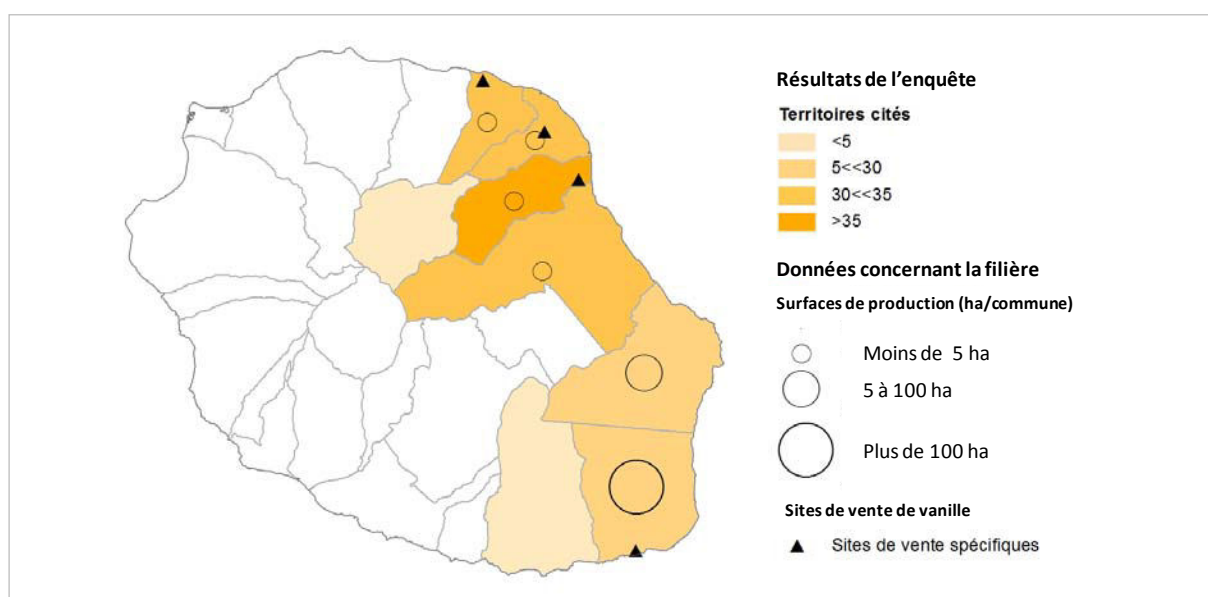 Résultats de l’enquête
Territoires cités
<5
5<<30
30<<35
>35
Données concernant la filière
Surfaces de production (ha/commune)
Moins de 5 ha
5 à 100 ha
Plus de 100 ha
Sites de vente de vanille
Sites de vente spécifiques